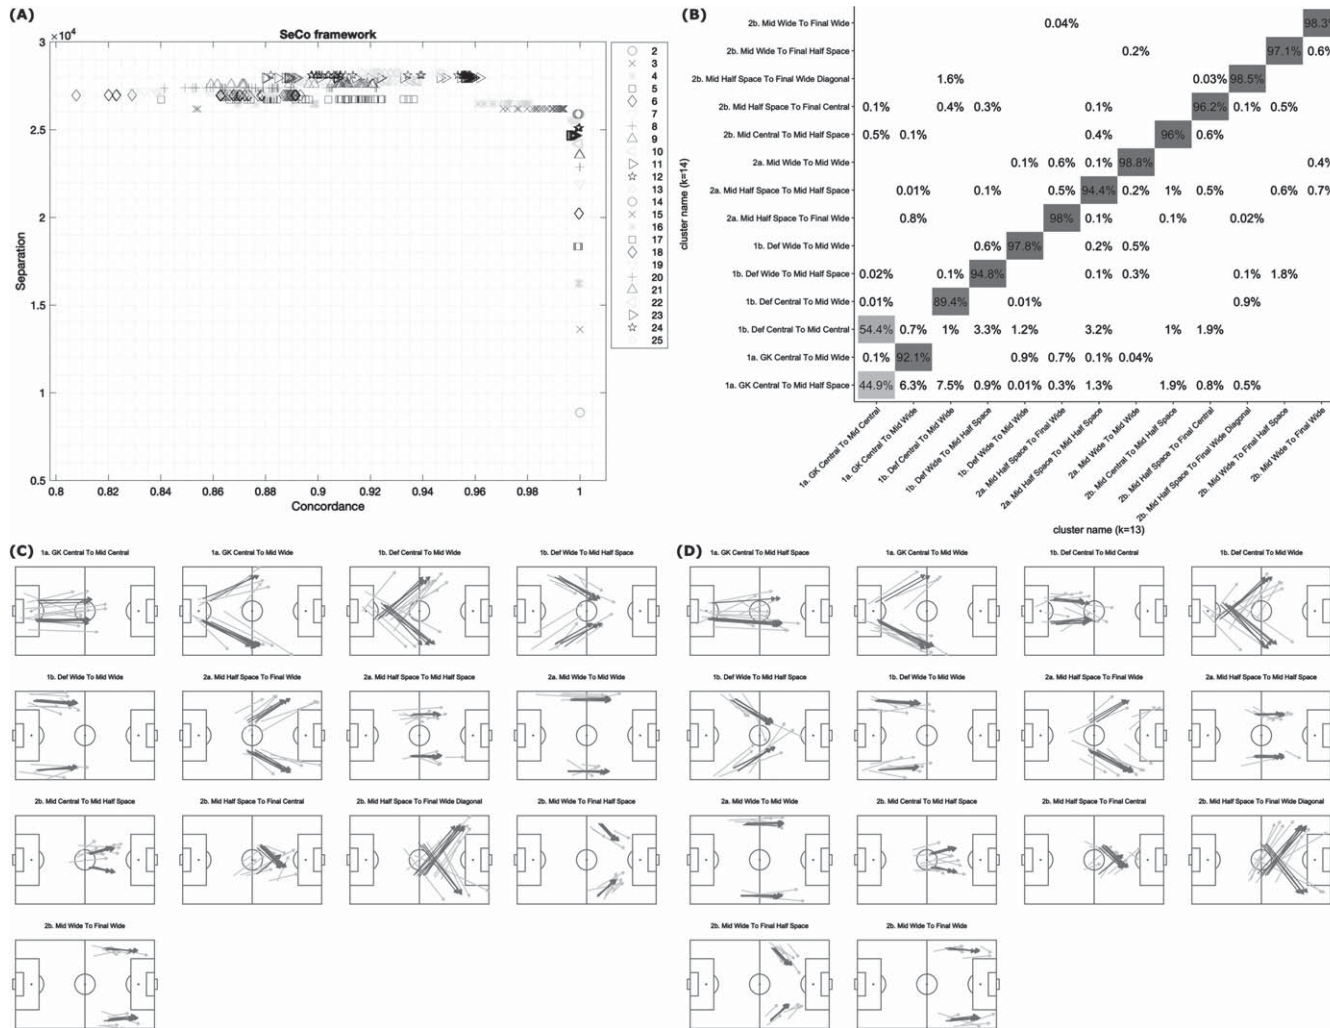 (A)
SeCo framework
×10⁴
3
2.5
2
1.5
1
0.5
Separation
0.8 0.82 0.84 0.86 0.88 0.9 0.92 0.94 0.96 0.98 1
Concordance
2
3
4
5
6
7
8
9
10
11
12
13
14
15
16
17
18
19
20
21
22
23
24
25
(B)
cluster name (k=14)
2b. Mid Wide To Final Wide 0.04% 98.3%
2b. Mid Wide To Final Half Space 0.2% 97.1% 0.6%
2b. Mid Half Space To Final Wide Diagonal 1.6% 0.03% 98.5%
2b. Mid Half Space To Final Central 0.1% 0.4% 0.3% 0.1% 96.2% 0.1% 0.5%
2b. Mid Central To Mid Half Space 0.5% 0.1% 0.4% 96% 0.6%
2a. Mid Wide To Mid Wide 0.1% 0.6% 0.1% 98.8% 0.4%
2a. Mid Half Space To Mid Half Space 0.01% 0.1% 0.5% 94.4% 0.2% 1% 0.5% 0.6% 0.7%
2a. Mid Half Space To Final Wide 0.8% 98% 0.1% 0.1% 0.02%
1b. Def Wide To Mid Wide 0.6% 97.8% 0.2% 0.5%
1b. Def Wide To Mid Half Space 0.02% 0.1% 94.8% 0.1% 0.3% 0.1% 1.8%
1b. Def Central To Mid Wide 0.01% 89.4% 0.01% 0.9%
1b. Def Central To Mid Central 54.4% 0.7% 1% 3.3% 1.2% 3.2% 1% 1.9%
1a. GK Central To Mid Wide 0.1% 92.1% 0.9% 0.7% 0.1% 0.04%
1a. GK Central To Mid Half Space 44.9% 6.3% 7.5% 0.9% 0.01% 0.3% 1.3% 1.9% 0.8% 0.5%
1a. GK Central To Mid Central
1a. GK Central To Mid Wide
1b. Def Central To Mid Wide
1b. Def Wide To Mid Half Space
1b. Def Wide To Mid Wide
2a. Mid Half Space To Final Wide
2a. Mid Half Space To Mid Half Space
2a. Mid Wide To Mid Wide
2b. Mid Central To Mid Half Space
2b. Mid Half Space To Final Central
2b. Mid Half Space To Final Wide Diagonal
2b. Mid Wide To Final Half Space
2b. Mid Wide To Final Wide
cluster name (k=13)
(C)
1a. GK Central To Mid Central 1a. GK Central To Mid Wide 1b. Def Central To Mid Wide 1b. Def Wide To Mid Half Space
1b. Def Wide To Mid Wide 2a. Mid Half Space To Final Wide 2a. Mid Half Space To Mid Half Space 2a. Mid Wide To Mid Wide
2b. Mid Central To Mid Half Space 2b. Mid Half Space To Final Central 2b. Mid Half Space To Final Wide Diagonal 2b. Mid Wide To Final Half Space
2b. Mid Wide To Final Wide
(D)
1a. GK Central To Mid Half Space 1a. GK Central To Mid Wide 1b. Def Central To Mid Central 1b. Def Central To Mid Wide
1b. Def Wide To Mid Half Space 1b. Def Wide To Mid Wide 2a. Mid Half Space To Final Wide 2a. Mid Half Space To Mid Half Space
2a. Mid Wide To Mid Wide 2b. Mid Central To Mid Half Space 2b. Mid Half Space To Final Central 2b. Mid Half Space To Final Wide Diagonal
2b. Mid Wide To Final Half Space 2b. Mid Wide To Final Wide